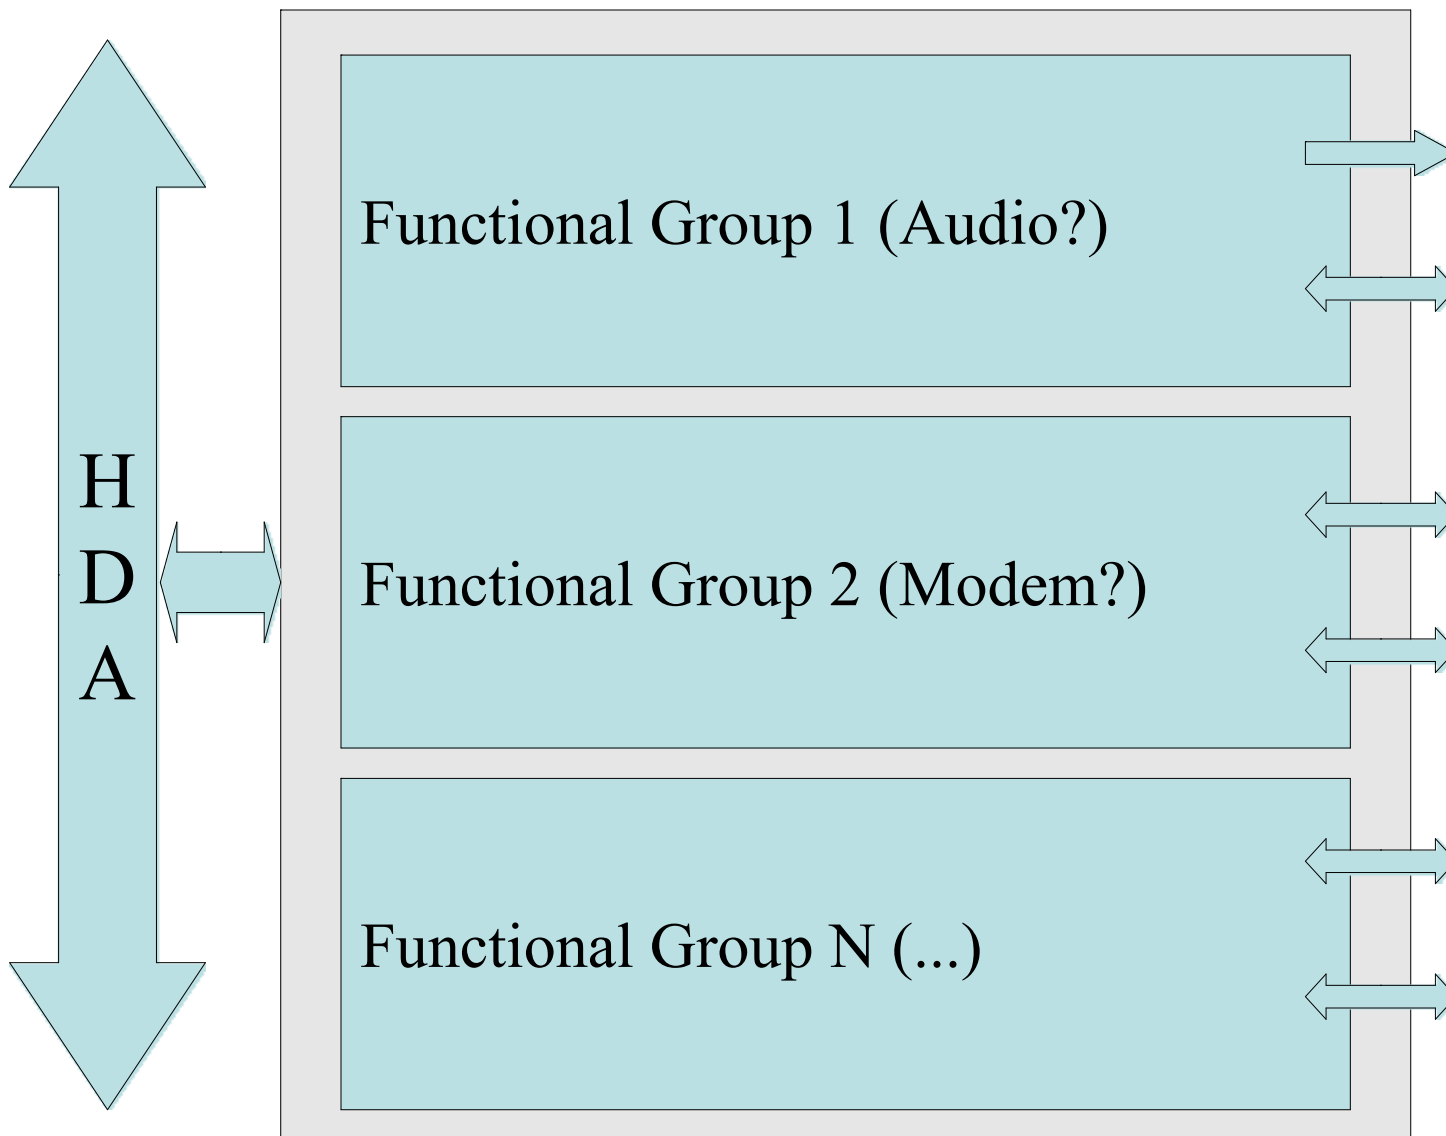 H
D
A
Functional Group 1 (Audio?)
Functional Group 2 (Modem?)
Functional Group N (...)